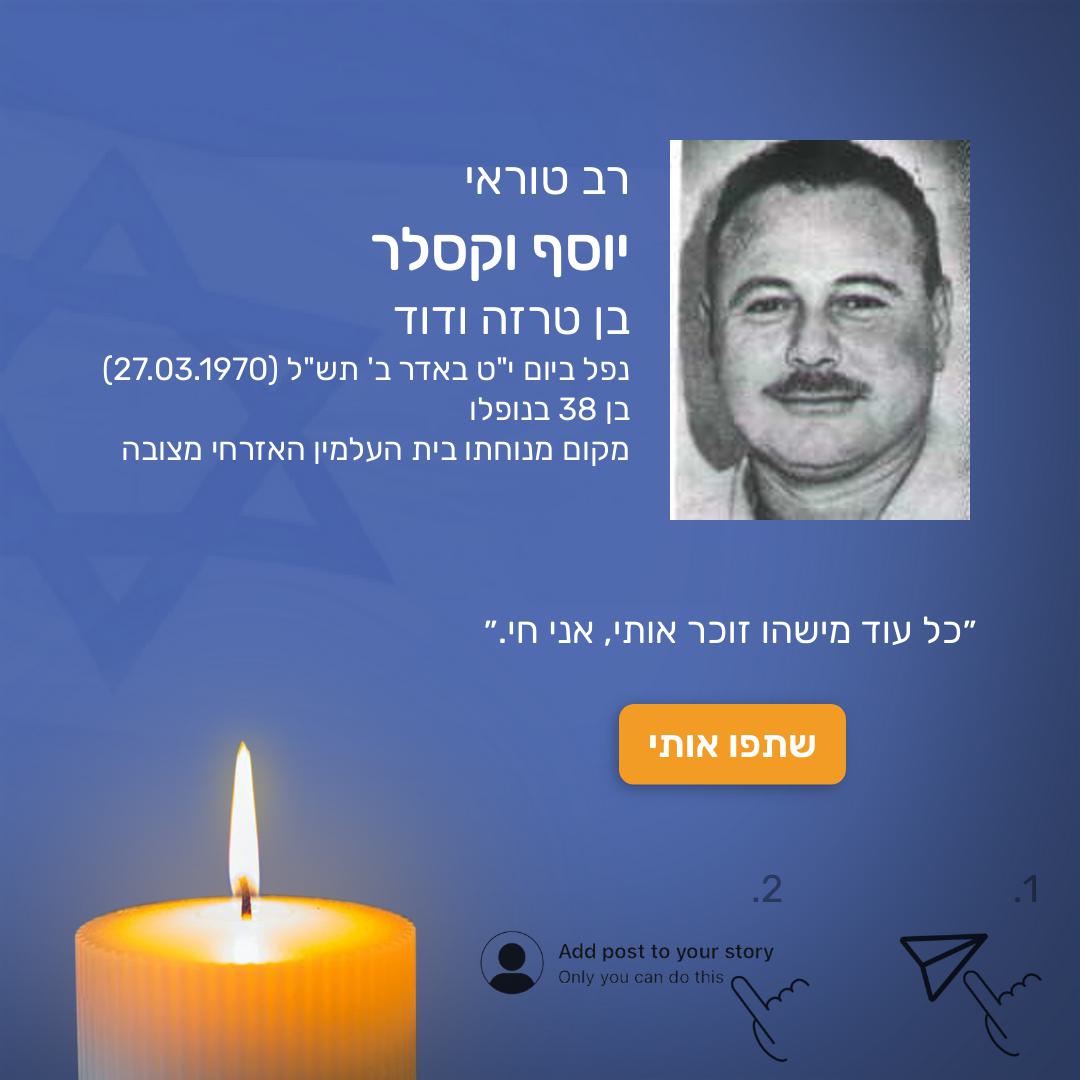 רב טוראי
יוסף וקסלר
בן טרזה ודוד
נפל ביום י"ט באדר ב' תש"ל (27.03.1970)
בן 38 בנופלו
מקום מנוחתו בית העלמין האזרחי מצובה
״כל עוד מישהו זוכר אותי, אני חי.״
שתפו אותי
1.
2.
Add post to your story
Only you can do this